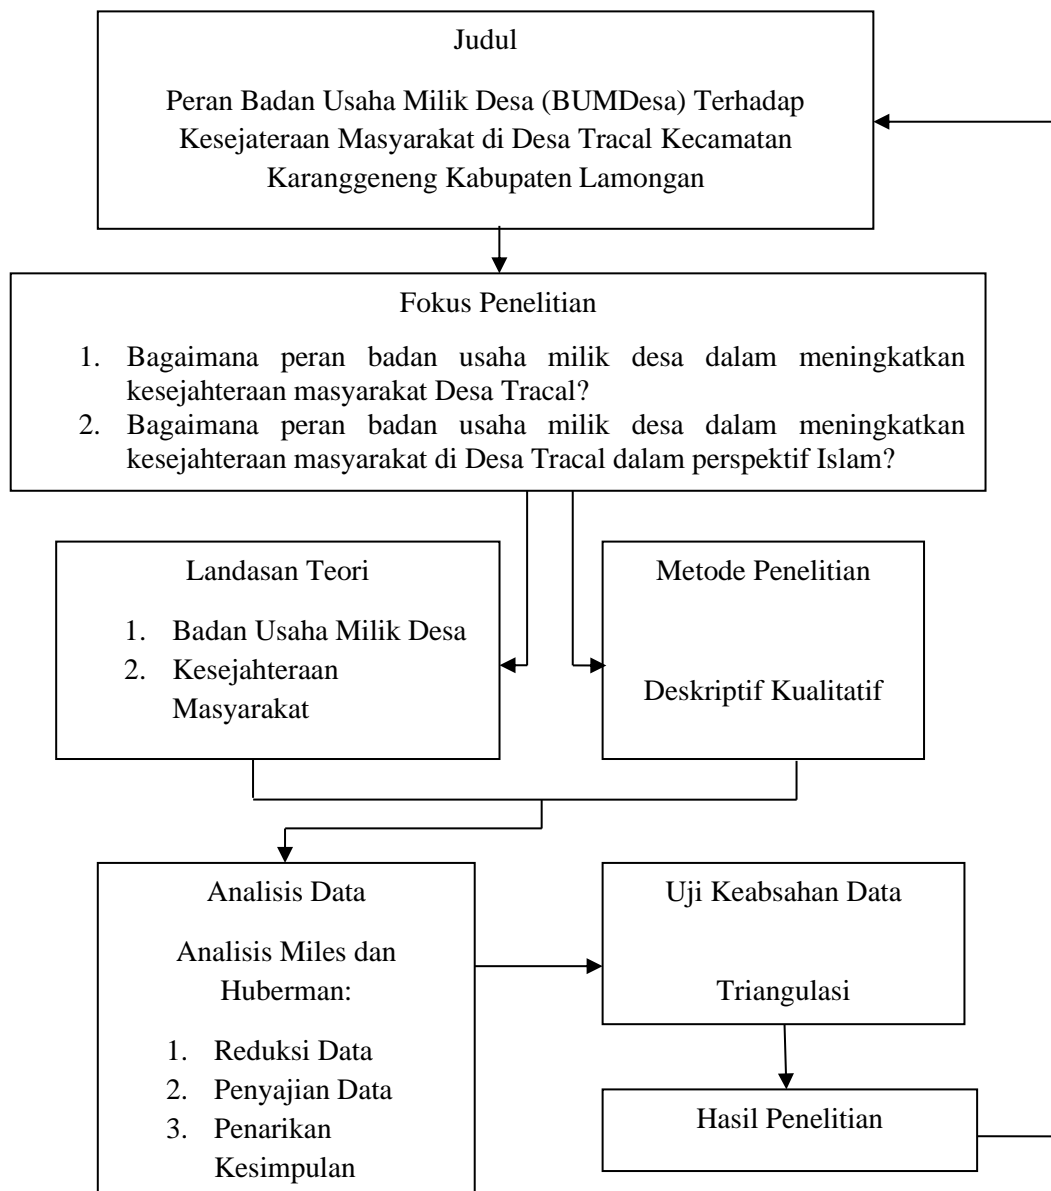 Judul
Peran Badan Usaha Milik Desa (BUMDesa) Terhadap
Kesejateraan Masyarakat di Desa Tracal Kecamatan
Karanggeneng Kabupaten Lamongan
Fokus Penelitian
1. Bagaimana peran badan usaha milik desa dalam meningkatkan
kesejahteraan masyarakat Desa Tracal?
2. Bagaimana peran badan usaha milik desa dalam meningkatkan
kesejahteraan masyarakat di Desa Tracal dalam perspektif Islam?
Landasan Teori
1. Badan Usaha Milik Desa
2. Kesejahteraan
Masyarakat
Metode Penelitian
Deskriptif Kualitatif
Analisis Data
Analisis Miles dan
Huberman:
1. Reduksi Data
2. Penyajian Data
3. Penarikan
Kesimpulan
Uji Keabsahan Data
Triangulasi
Hasil Penelitian